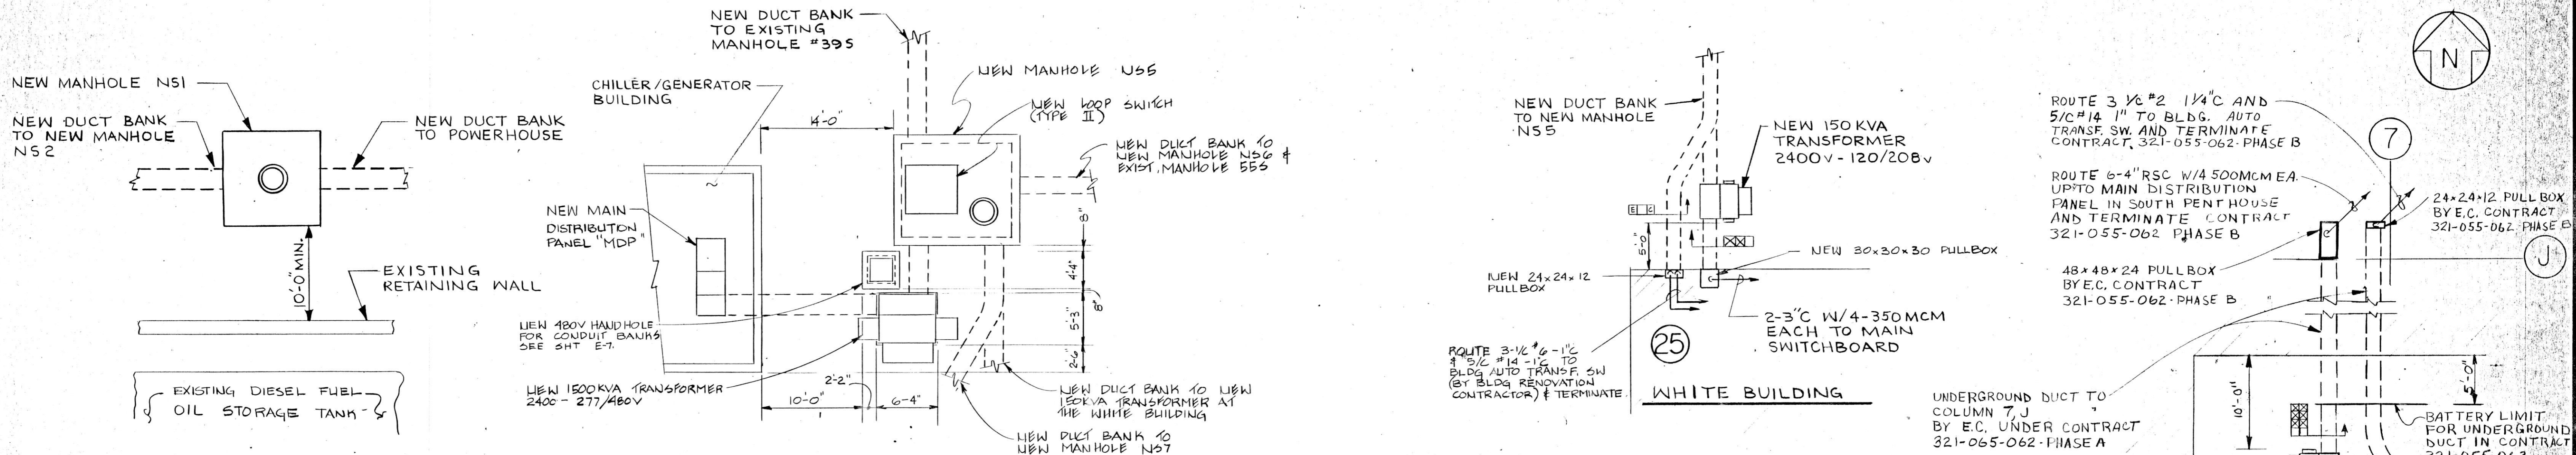 NEW MANHOLE NS1
NEW DUCT BANK
TO NEW MANHOLE
NS2
NEW DUCT BANK
TO POWERHOUSE
10'-0" MIN.
EXISTING
RETAINING WALL
EXISTING DIESEL FUEL
OIL STORAGE TANK
NEW DUCT BANK
TO EXISTING
MANHOLE #39S
CHILLER/GENERATOR
BUILDING
14'-0"
NEW MANHOLE NS5
NEW LOOP SWITCH
(TYPE II)
NEW DUCT BANK TO
NEW MANHOLE NS6 &
EXIST. MANHOLE 55S
NEW MAIN
DISTRIBUTION
PANEL "MDP"
8"
4'-4"
8"
5'-3"
2'-6"
NEW 480V HANDHOLE
FOR CONDUIT BANKS
SEE SHT E-7.
NEW 1500KVA TRANSFORMER
2400 - 277/480V
2'-2"
10'-0"
6'-4"
NEW DUCT BANK TO NEW
150KVA TRANSFORMER AT
THE WHITE BUILDING
NEW DUCT BANK TO
NEW MANHOLE NS7
NEW DUCT BANK
TO NEW MANHOLE
NS5
NEW 150 KVA
TRANSFORMER
2400V - 120/208V
E C
5'-0"
NEW 30x30x30 PULLBOX
NEW 24x24x12
PULLBOX
2-3"C W/4-350 MCM
EACH TO MAIN
SWITCHBOARD
25
ROUTE 3-1/C #6-1"C
& 5/C #14-1"C TO
BLDG AUTO TRANSF. SW
(BY BLDG RENOVATION
CONTRACTOR) & TERMINATE.
WHITE BUILDING
N
ROUTE 3 1/C #2 1 1/4"C AND
5/C #14 1" TO BLDG. AUTO
TRANSF. SW. AND TERMINATE
CONTRACT. 321-055-062-PHASE B
7
ROUTE 6-4" RSC W/4 500MCM EA.
UP TO MAIN DISTRIBUTION
PANEL IN SOUTH PENTHOUSE
AND TERMINATE CONTRACT
321-055-062 PHASE B
24x24x12 PULL BOX
BY E.C. CONTRACT
321-055-062 PHASE B
J
48x48x24 PULLBOX
BY E.C. CONTRACT
321-055-062-PHASE B
UNDERGROUND DUCT TO
COLUMN 7, J
BY E.C. UNDER CONTRACT
321-065-062-PHASE A
10'-0"
5'-0"
BATTERY LIMIT
FOR UNDERGROUND
DUCT IN CONTRACT